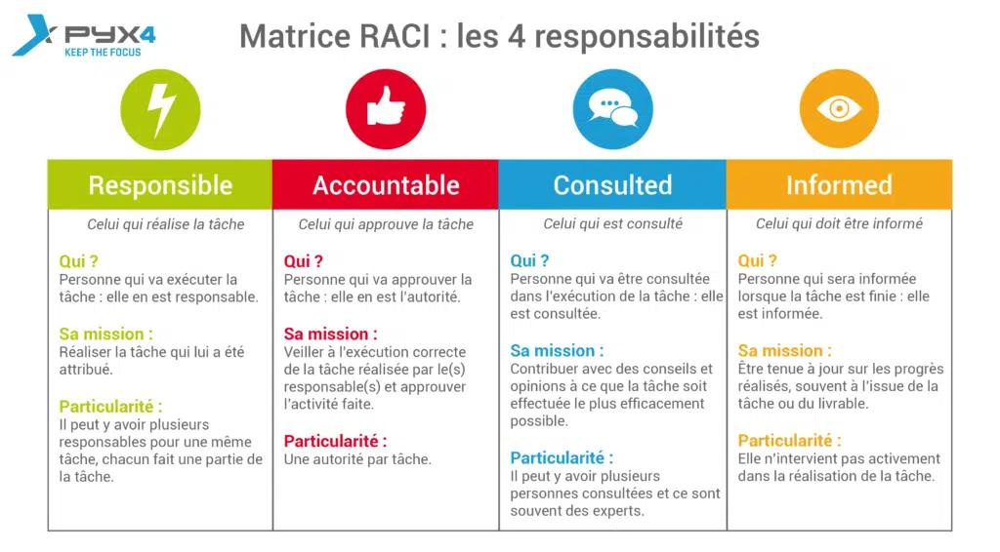 PYX4
KEEP THE FOCUS
Matrice RACI : les 4 responsabilités
Responsible
Celui qui réalise la tâche
Qui ?
Personne qui va exécuter la
tâche : elle en est responsable.
Sa mission :
Réaliser la tâche qui lui a été
attribué.
Particularité :
Il peut y avoir plusieurs
responsables pour une même
tâche, chacun fait une partie de
la tâche.
Accountable
Celui qui approuve la tâche
Qui ?
Personne qui va approuver la
tâche : elle en est l'autorité.
Sa mission :
Veiller à l'exécution correcte
de la tâche réalisée par le(s)
responsable(s) et approuver
l'activité faite.
Particularité :
Une autorité par tâche.
Consulted
Celui qui est consulté
Qui ?
Personne qui va être consultée
dans l'exécution de la tâche : elle
est consultée.
Sa mission :
Contribuer avec des conseils et
opinions à ce que la tâche soit
effectuée le plus efficacement
possible.
Particularité :
Il peut y avoir plusieurs
personnes consultées et ce sont
souvent des experts.
Informed
Celui qui doit être informé
Qui ?
Personne qui sera informée
lorsque la tâche est finie : elle
est informée.
Sa mission :
Être tenue à jour sur les progrès
réalisés, souvent à l'issue de la
tâche ou du livrable.
Particularité :
Elle n'intervient pas activement
dans la réalisation de la tâche.